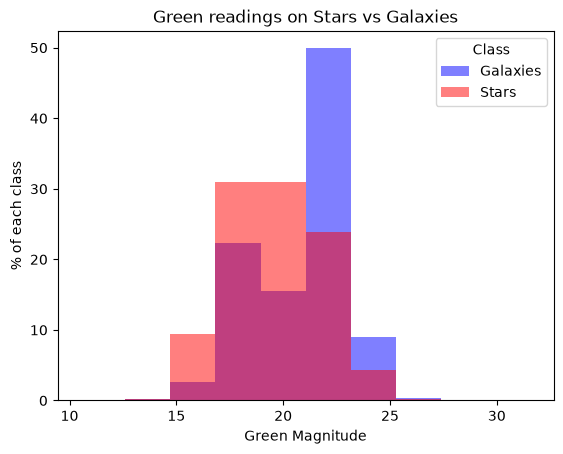 Green readings on Stars vs Galaxies
Class
Galaxies
Stars
% of each class
50
40
30
20
10
0
10 15 20 25 30
Green Magnitude